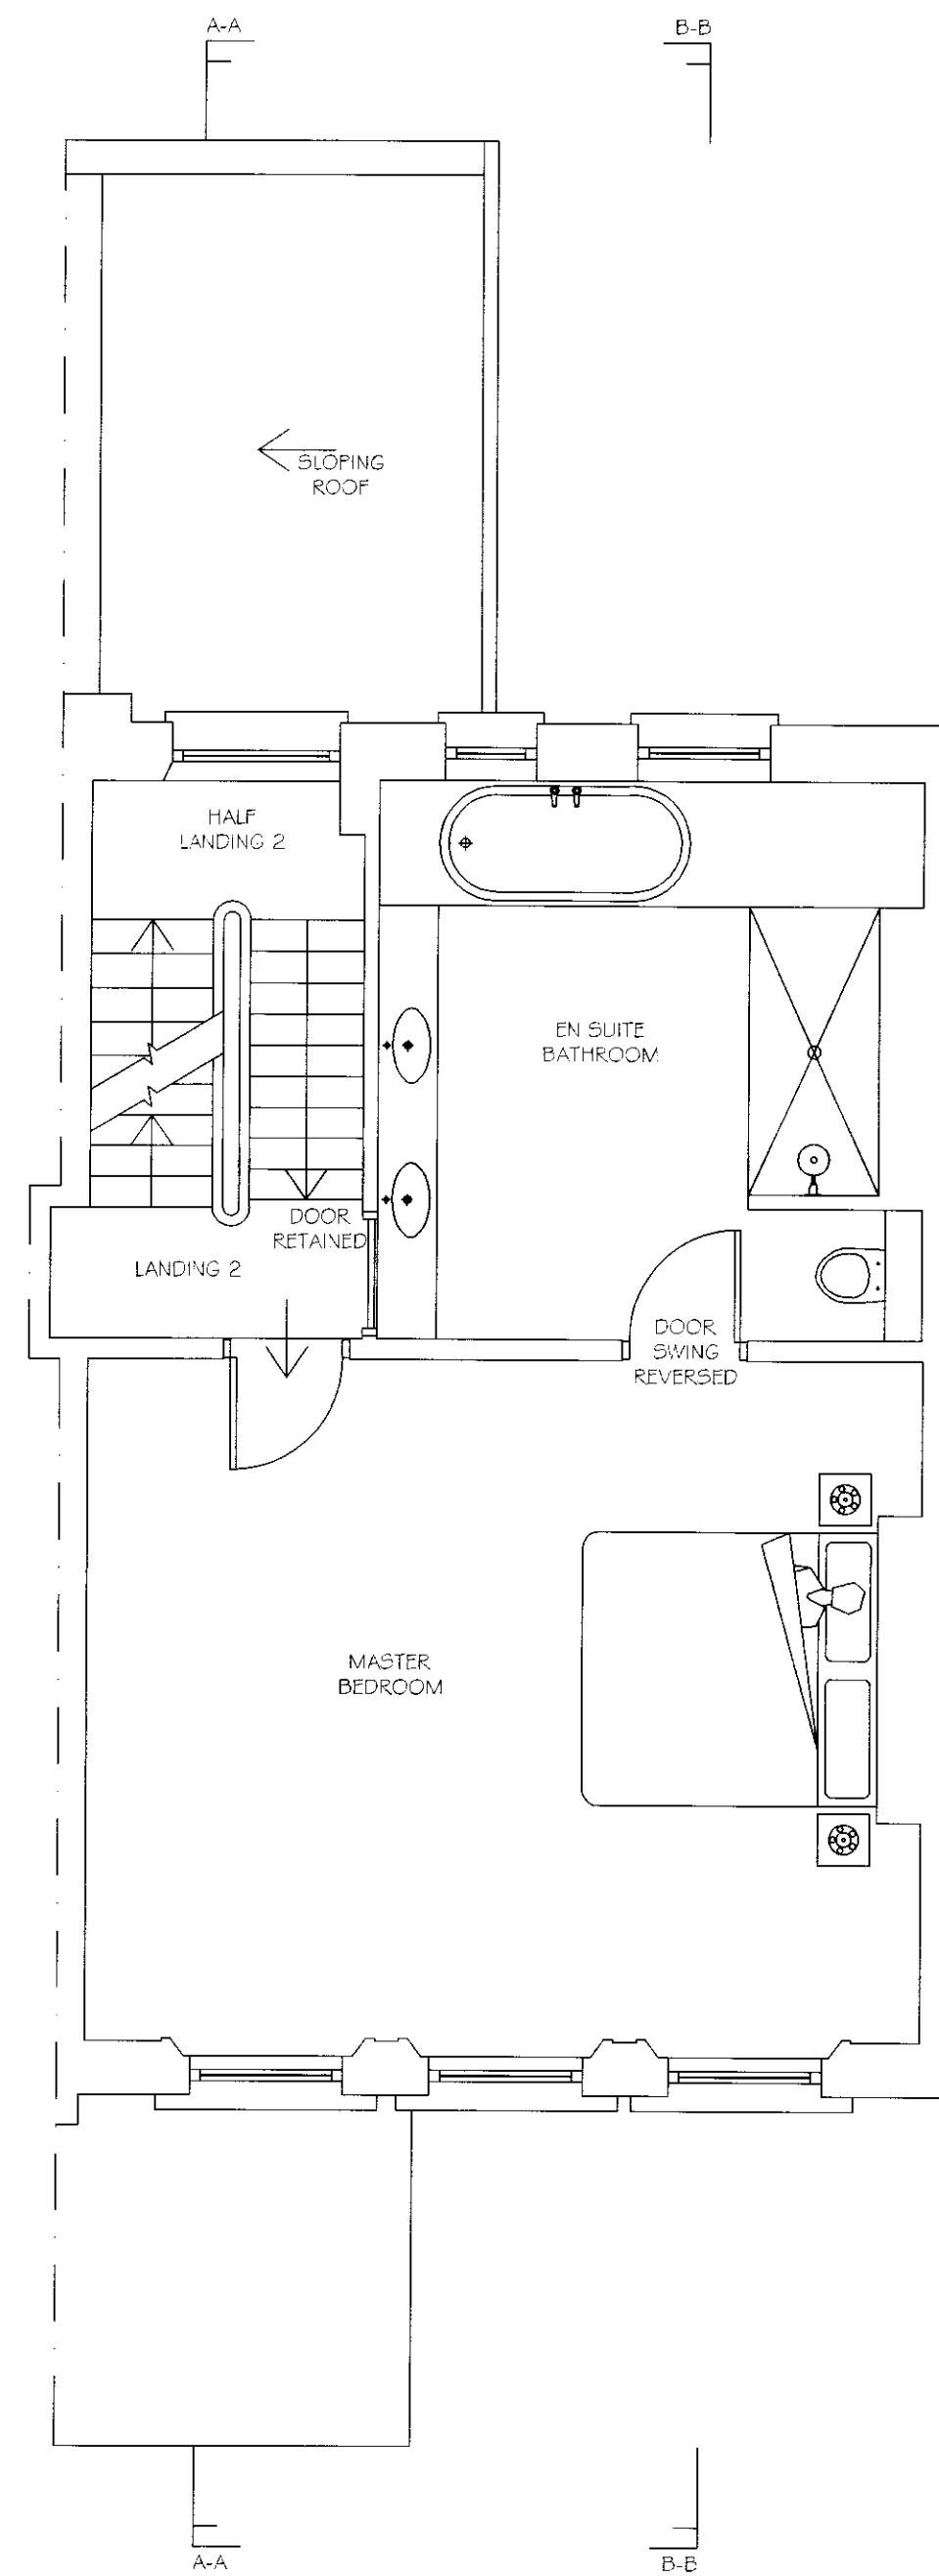 A-A
B-B
SLOPING
ROOF
HALF
LANDING 2
EN SUITE
BATHROOM
DOOR
RETAINED
LANDING 2
DOOR
SWING
REVERSED
MASTER
BEDROOM
A-A
B-B